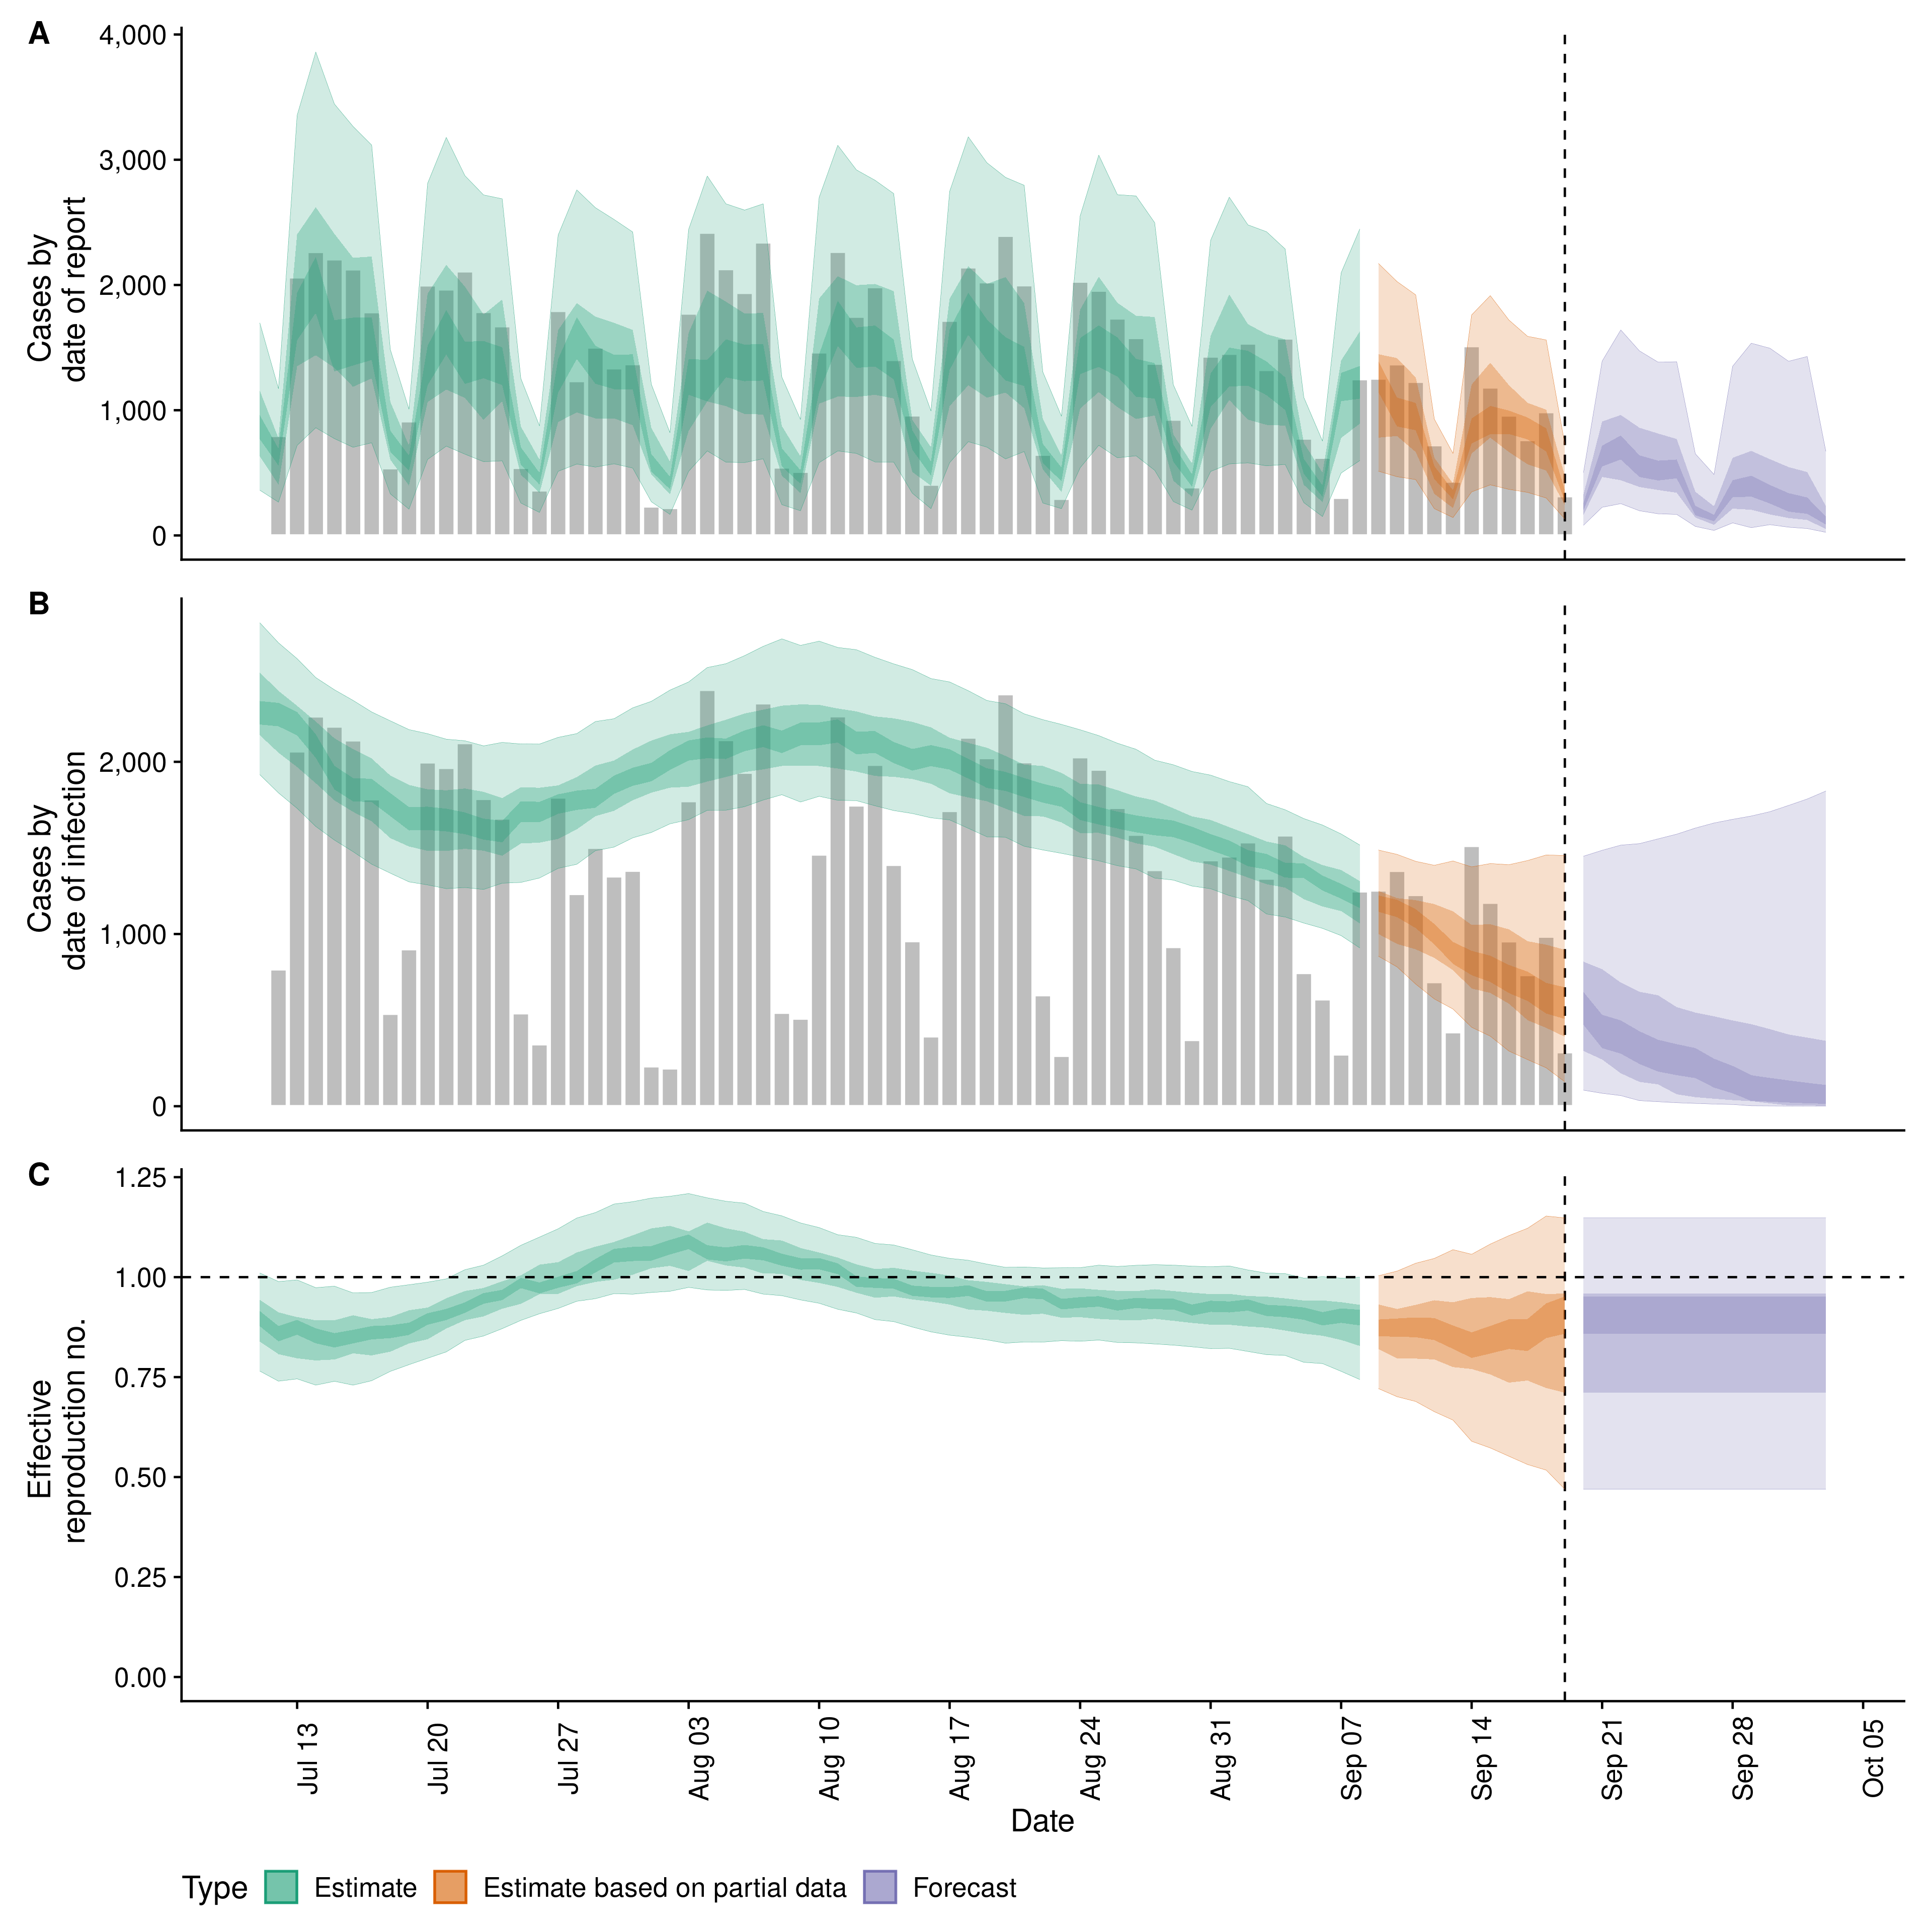 A
4,000
3,000
2,000
1,000
0
Cases by
date of report
B
2,000
1,000
0
Cases by
date of infection
C
1.25
1.00
0.75
0.50
0.25
0.00
Effective
reproduction no.
Jul 13
Jul 20
Jul 27
Aug 03
Aug 10
Aug 17
Aug 24
Aug 31
Sep 07
Sep 14
Sep 21
Sep 28
Oct 05
Date
Type Estimate Estimate based on partial data Forecast